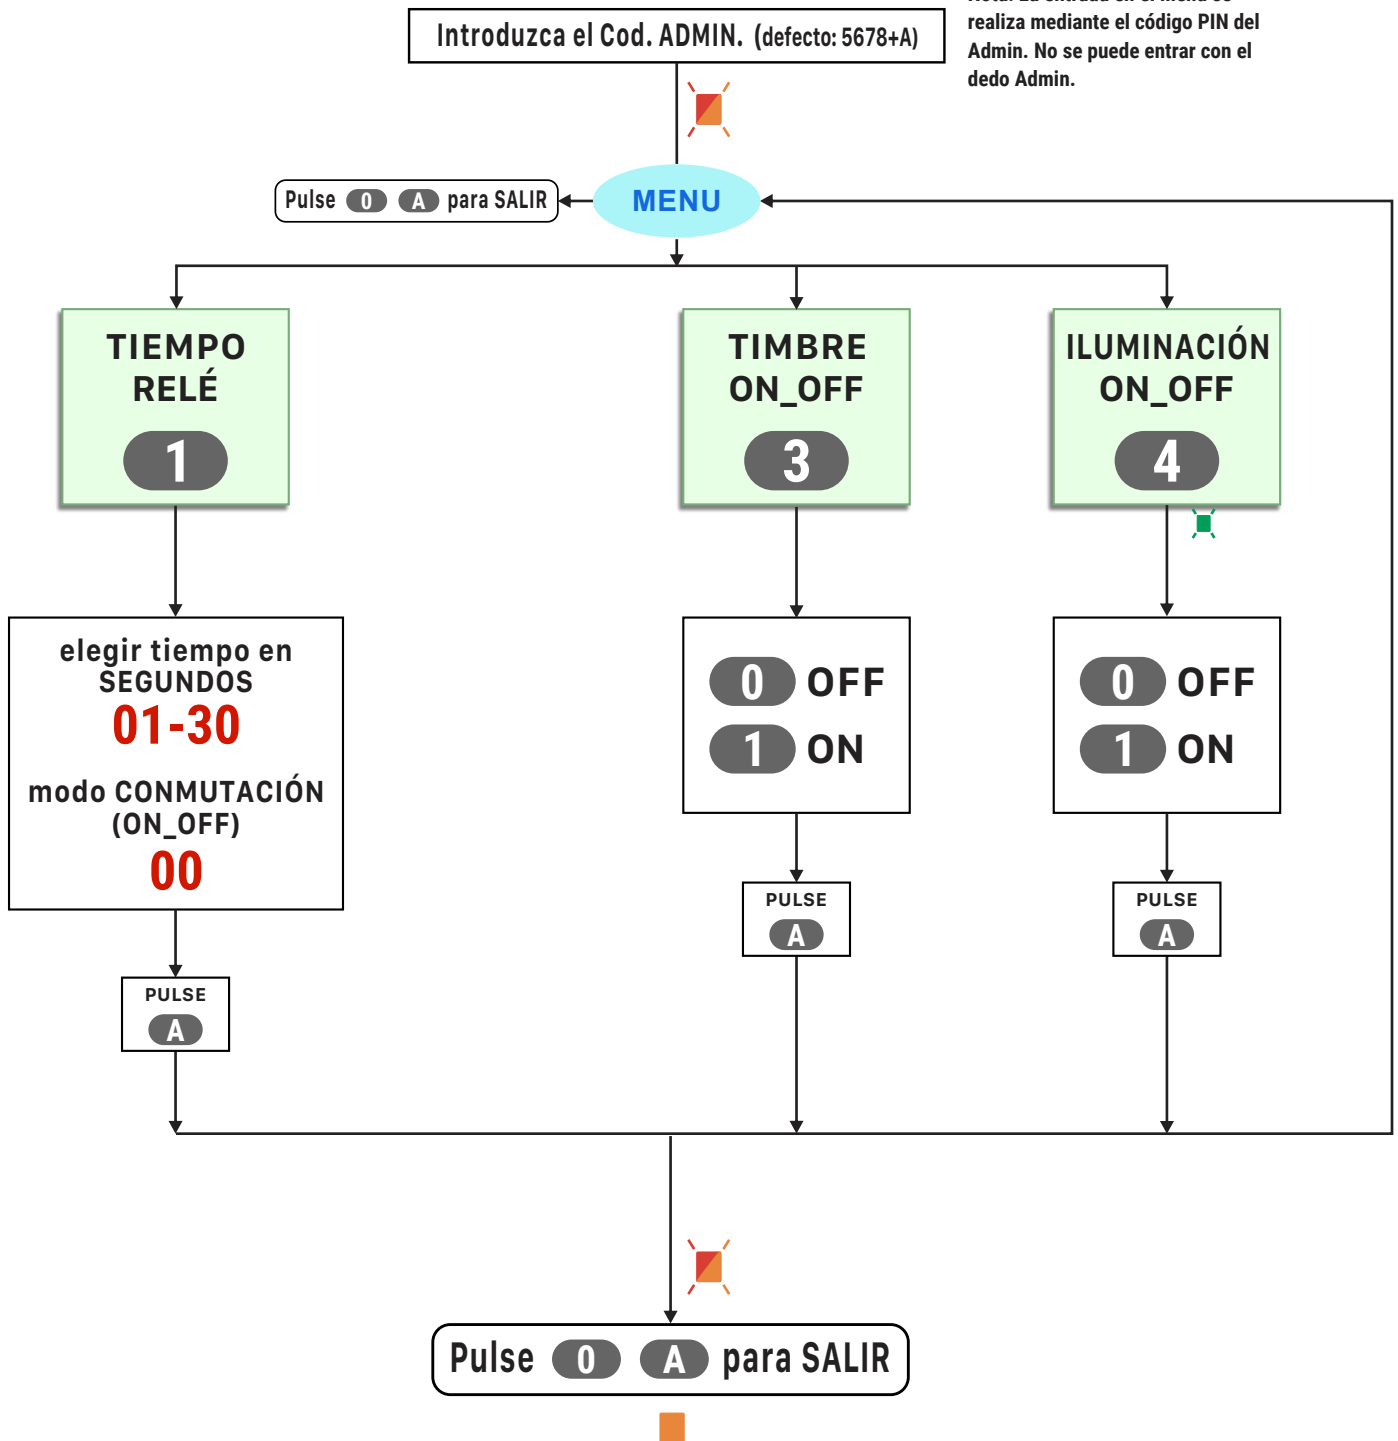 Introduzca el Cod. ADMIN. (defecto: 5678+A)
realiza mediante el código PIN del
Admin. No se puede entrar con el
dedo Admin.
Pulse 0 A para SALIR
MENU
TIEMPO
RELÉ
1
TIMBRE
ON_OFF
3
ILUMINACIÓN
ON_OFF
4
elegir tiempo en
SEGUNDOS
01-30
modo CONMUTACIÓN
(ON_OFF)
00
0 OFF
1 ON
0 OFF
1 ON
PULSE
A
PULSE
A
PULSE
A
Pulse 0 A para SALIR